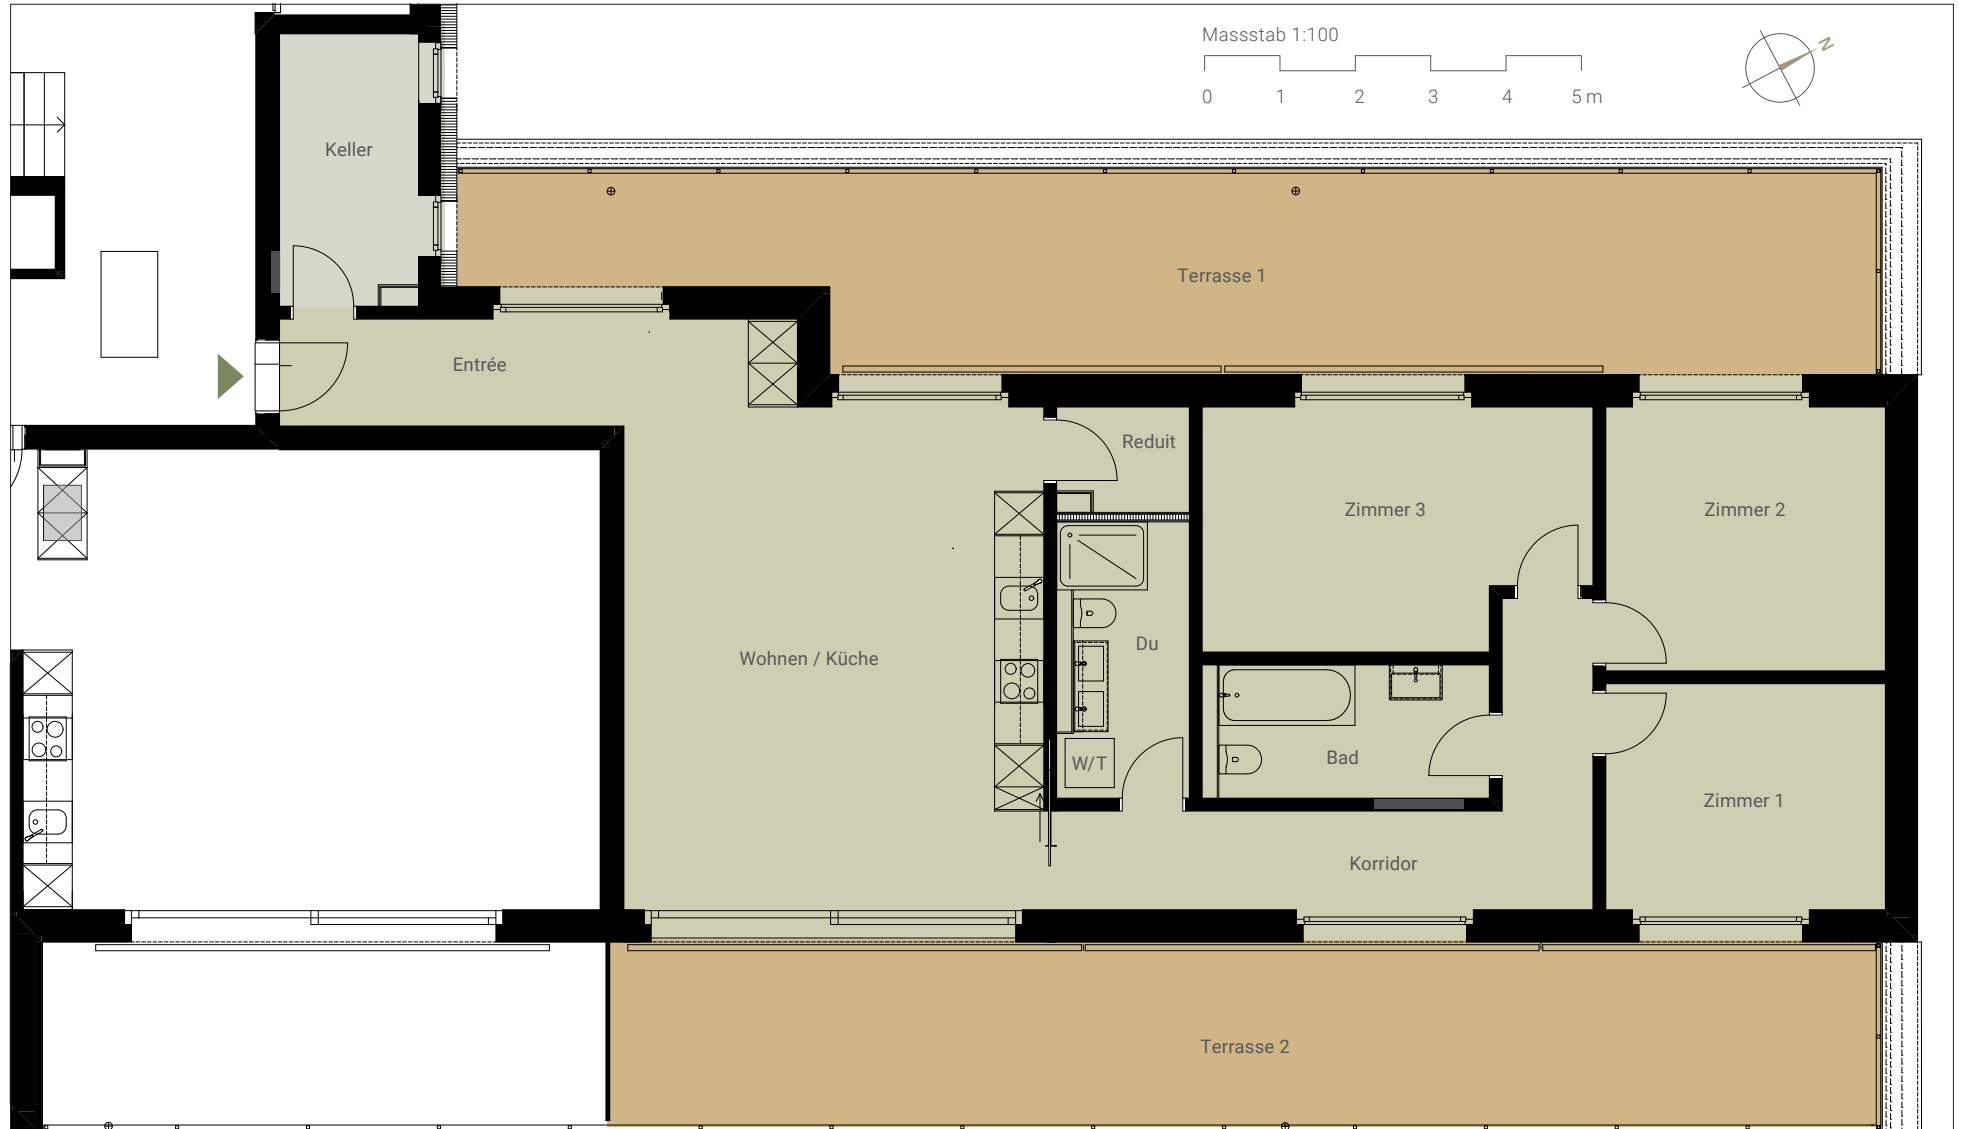 Massstab 1:100
N
0 1 2 3 4 5 m
Keller
Terrasse 1
Entrée
Reduit
Zimmer 3
Zimmer 2
Du
Wohnen / Küche
W/T
Bad
Zimmer 1
Korridor
Terrasse 2